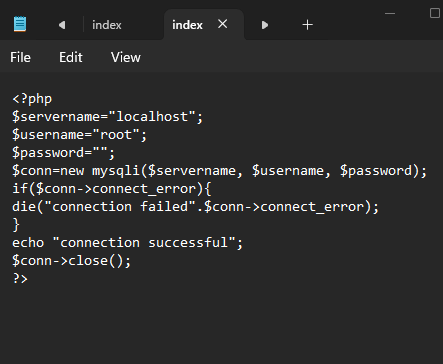 index
index
File Edit View
<?php
$servername="localhost";
$username="root";
$password="";
$conn=new mysqli($servername, $username, $password);
if($conn->connect_error){
die("connection failed".$conn->connect_error);
}
echo "connection successful";
$conn->close();
?>